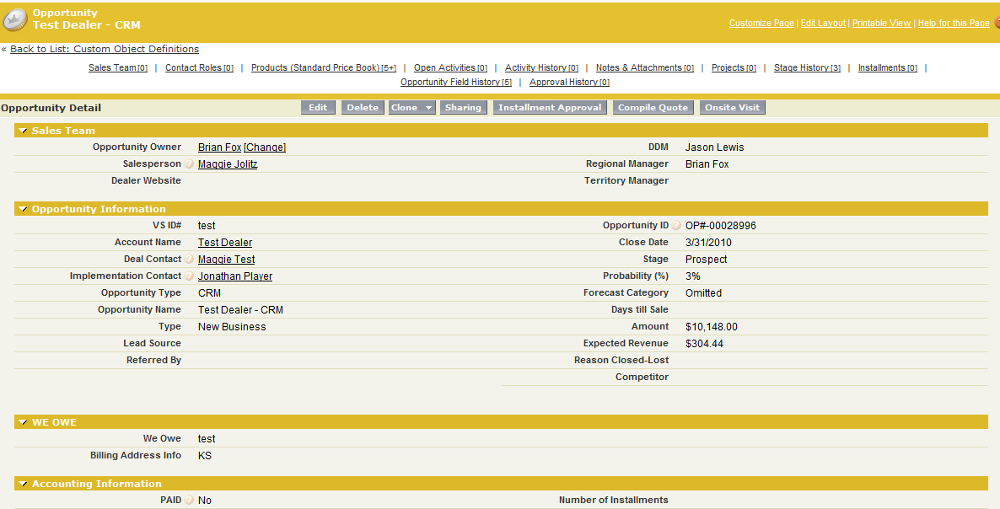 Opportunity
Test Dealer - CRM
Customize Page | Edit Layout | Printable View | Help for this Page
« Back to List: Custom Object Definitions
Sales Team [0] | Contact Roles [0] | Products (Standard Price Book) [5+] | Open Activities [0] | Activity History [0] | Notes & Attachments [0] | Projects [0] | Stage History [3] | Installments [0] |
Opportunity Field History [5] | Approval History [0]
Opportunity Detail Edit Delete Clone Sharing Installment Approval Compile Quote Onsite Visit
Sales Team
Opportunity Owner Brian Fox [Change] DDM Jason Lewis
Salesperson Maggie Jolitz Regional Manager Brian Fox
Dealer Website Territory Manager
Opportunity Information
VS ID# test Opportunity ID OP#-00028996
Account Name Test Dealer Close Date 3/31/2010
Deal Contact Maggie Test Stage Prospect
Implementation Contact Jonathan Player Probability (%) 3%
Opportunity Type CRM Forecast Category Omitted
Opportunity Name Test Dealer - CRM Days till Sale
Type New Business Amount $10,148.00
Lead Source Expected Revenue $304.44
Referred By Reason Closed-Lost
Competitor
WE OWE
We Owe test
Billing Address Info KS
Accounting Information
PAID No Number of Installments